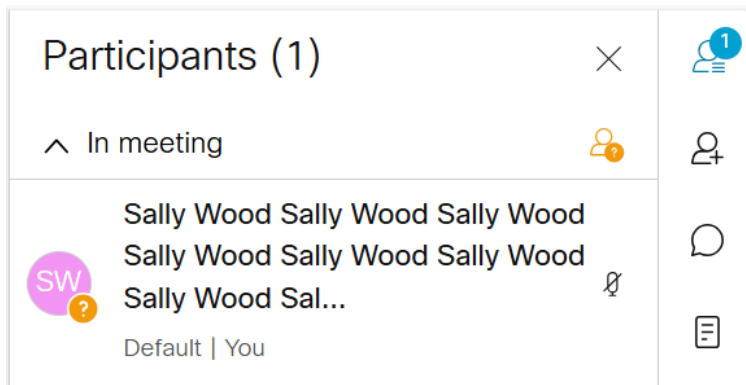 Participants (1)
1
In meeting
?
Sally Wood Sally Wood Sally Wood
Sally Wood Sally Wood Sally Wood
Sally Wood Sal...
SW
?
Default | You